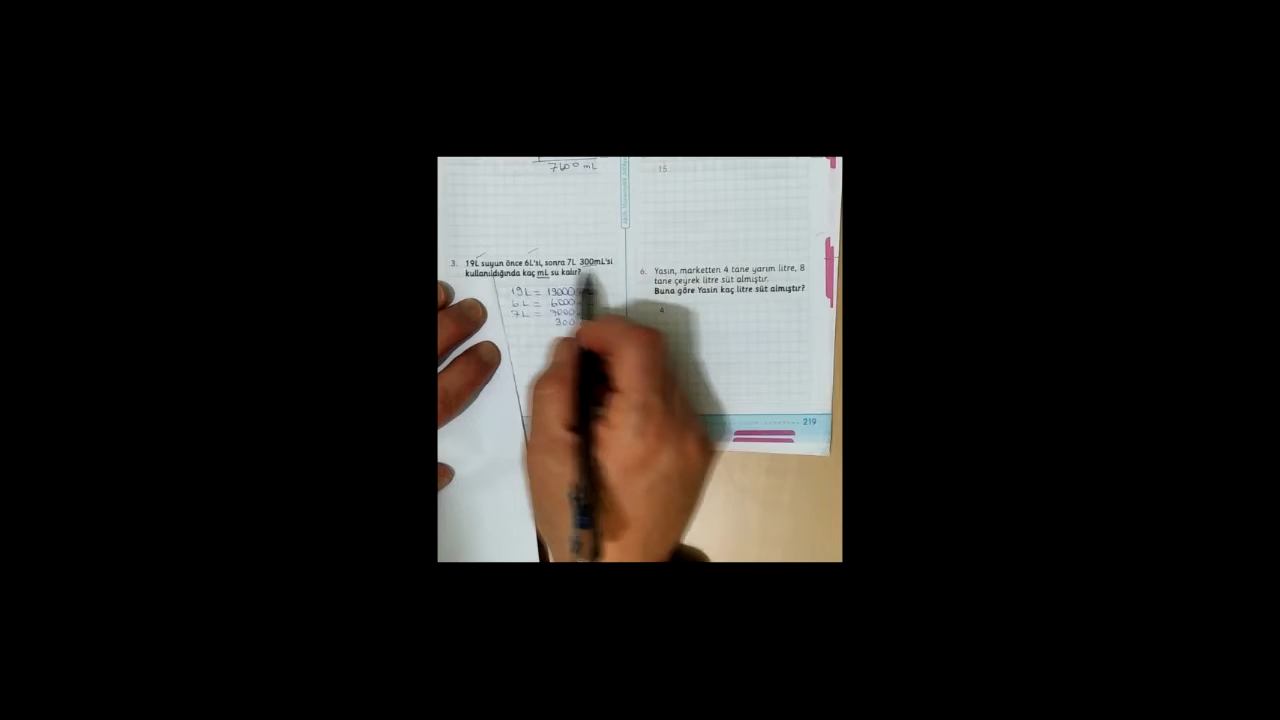 7600 mL
3. 19L suyun önce 6L'si, sonra 7L 300mL'si
kullanıldığında kaç mL su kalır?
19L = 19000
6L = 6000
7L = 7000
300
15
6. Yasin, marketten 4 tane yarım litre, 8
tane çeyrek litre süt almıştır.
Buna göre Yasin kaç litre süt almıştır?
4
219